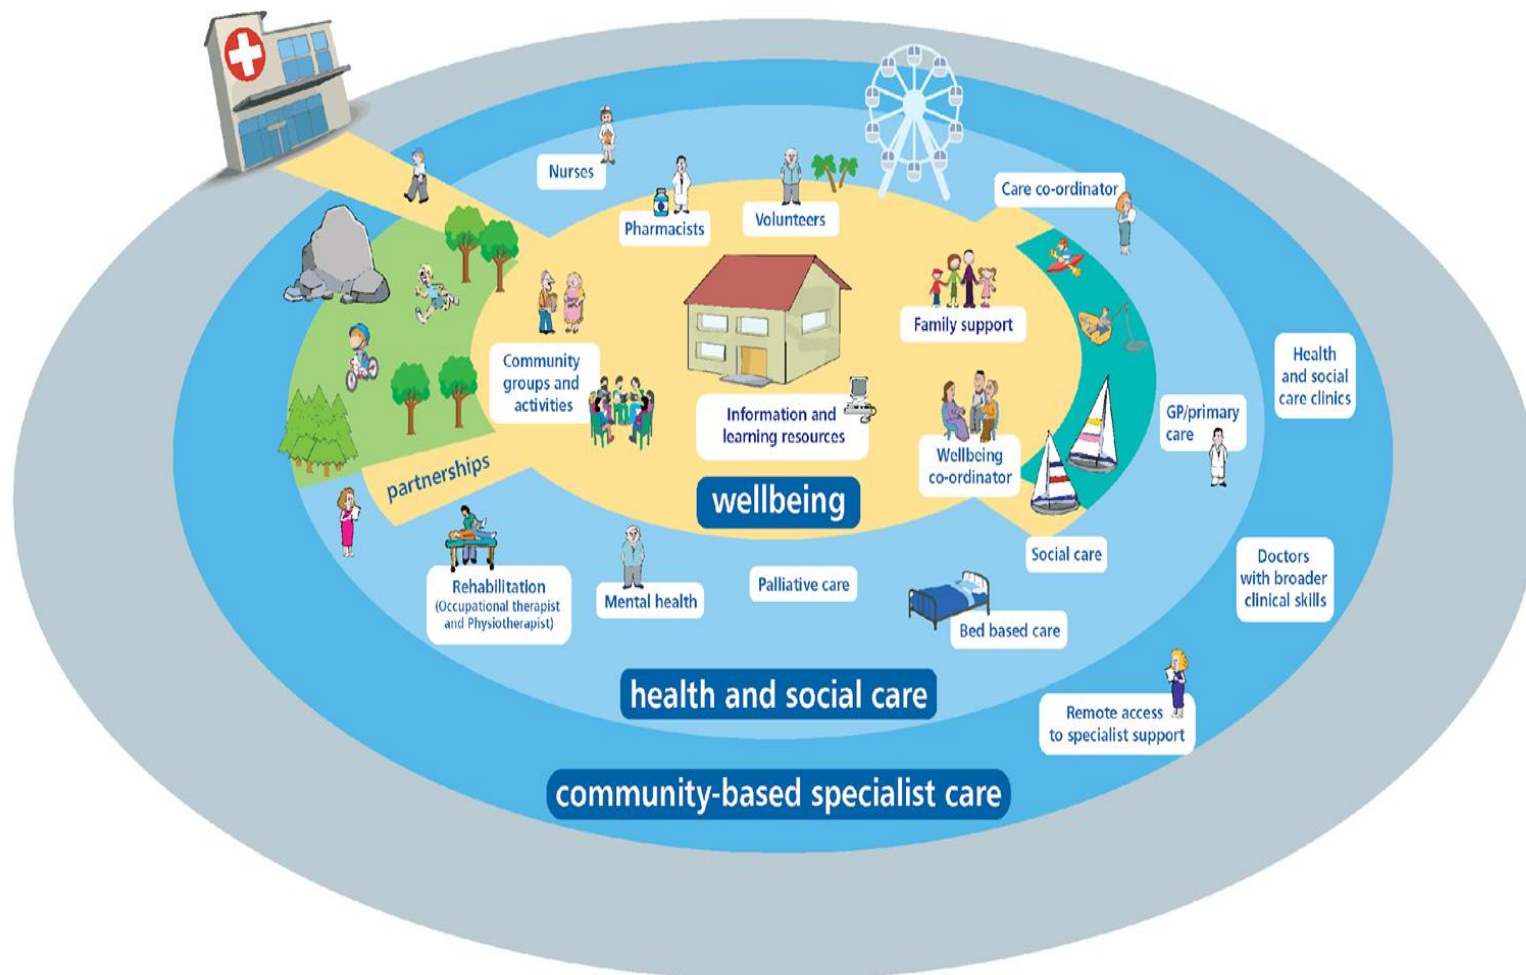 Nurses
Pharmacists
Volunteers
Care co-ordinator
Family support
Community
groups and
activities
Information and
learning resources
Wellbeing
co-ordinator
GP/primary
care
Health
and social
care clinics
partnerships
wellbeing
Rehabilitation
(Occupational therapist
and Physiotherapist)
Mental health
Palliative care
Social care
Bed based care
Doctors
with broader
clinical skills
health and social care
Remote access
to specialist support
community-based specialist care